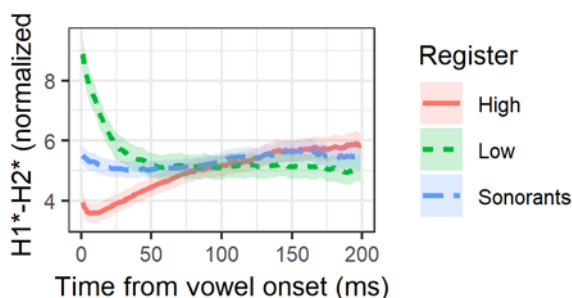 H1*-H2* (normalized)
8
6
4
0
50
100
150
200
Time from vowel onset (ms)
Register
High
Low
Sonorants